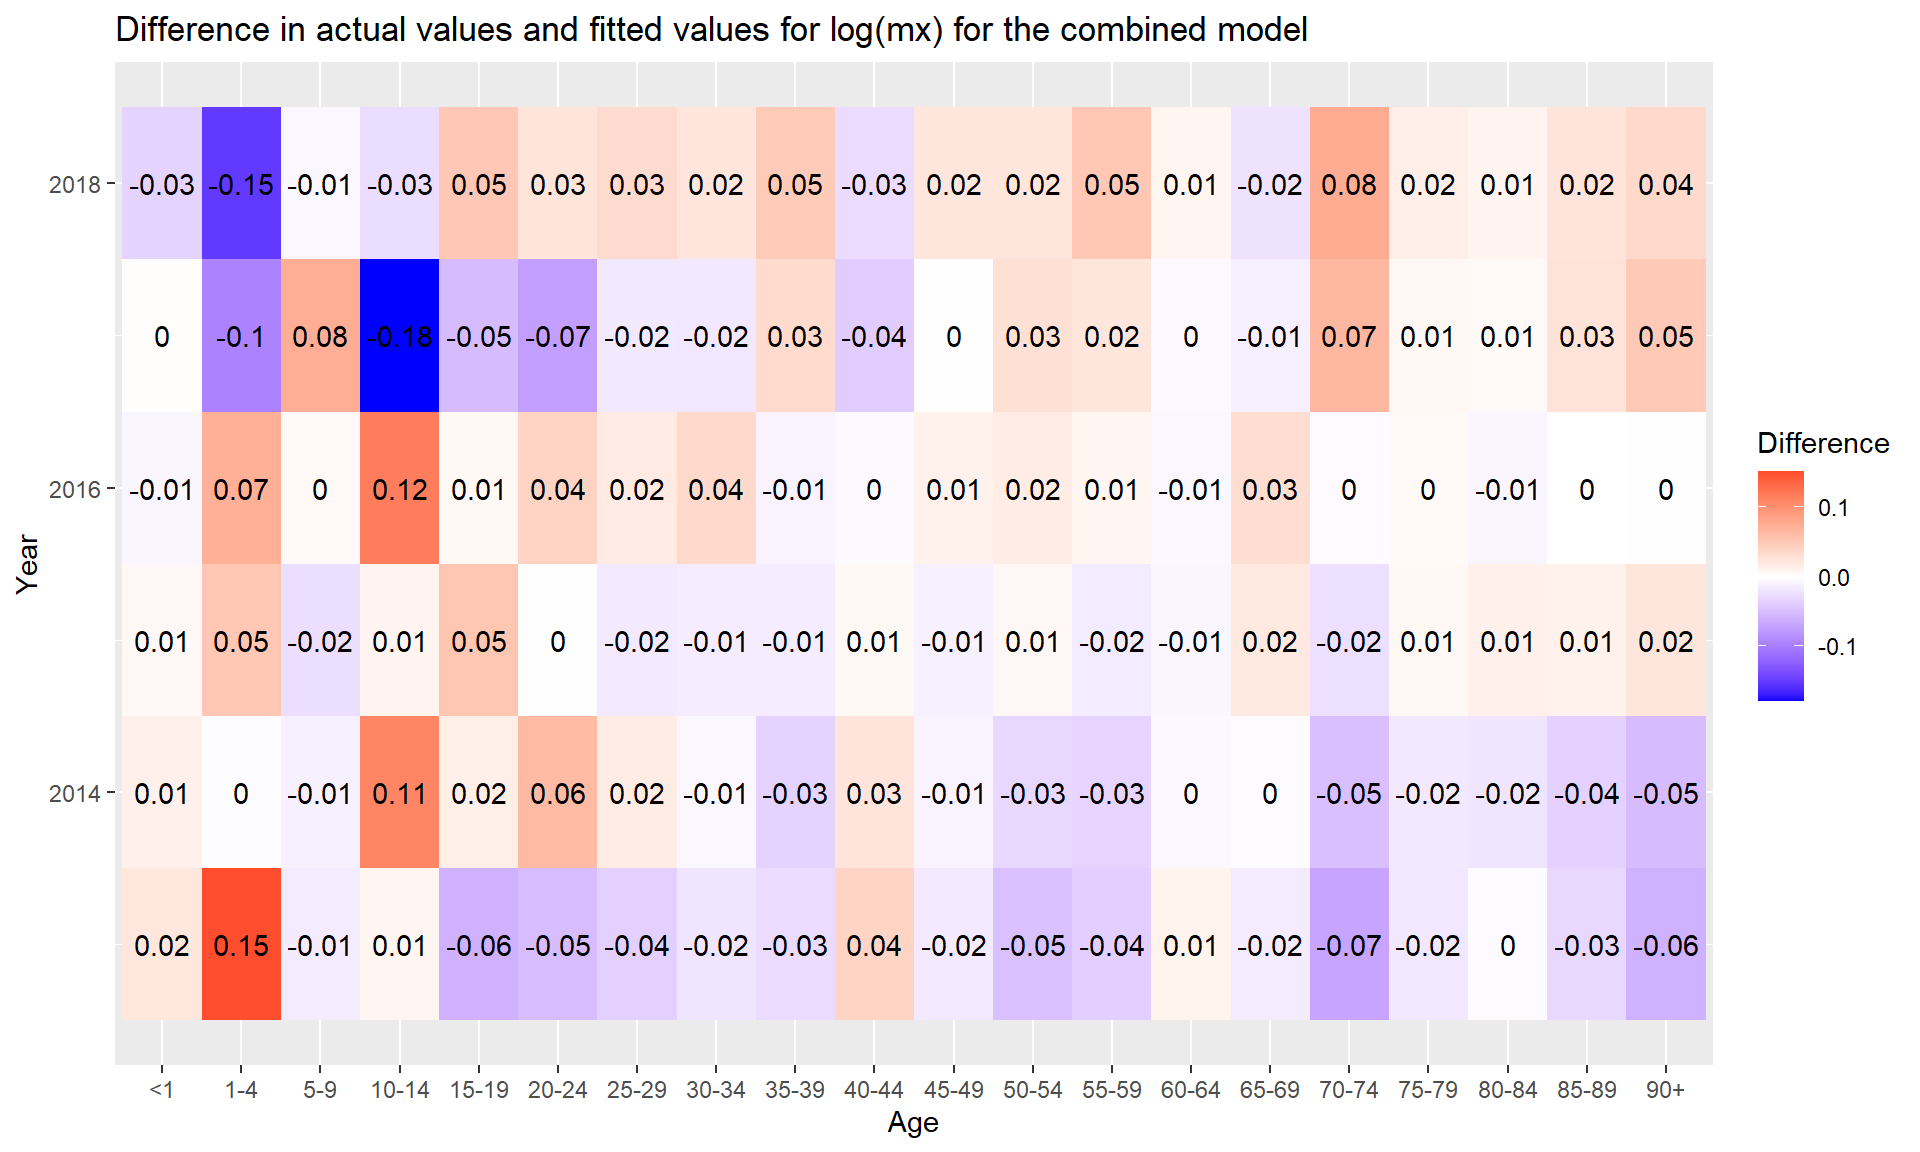 Difference in actual values and fitted values for log(mx) for the combined model
2018 -0.03 -0.15 -0.01 -0.03 0.05 0.03 0.03 0.02 0.05 -0.03 0.02 0.02 0.05 0.01 -0.02 0.08 0.02 0.01 0.02 0.04
0 -0.1 0.08 -0.18 -0.05 -0.07 -0.02 -0.02 0.03 -0.04 0 0.03 0.02 0 -0.01 0.07 0.01 0.01 0.03 0.05
2016 -0.01 0.07 0 0.12 0.01 0.04 0.02 0.04 -0.01 0 0.01 0.02 0.01 -0.01 0.03 0 0 -0.01 0 0
0.01 0.05 -0.02 0.01 0.05 0 -0.02 -0.01 -0.01 0.01 -0.01 0.01 -0.02 -0.01 0.02 -0.02 0.01 0.01 0.01 0.02
2014 0.01 0 -0.01 0.11 0.02 0.06 0.02 -0.01 -0.03 0.03 -0.01 -0.03 -0.03 0 0 -0.05 -0.02 -0.02 -0.04 -0.05
0.02 0.15 -0.01 0.01 -0.06 -0.05 -0.04 -0.02 -0.03 0.04 -0.02 -0.05 -0.04 0.01 -0.02 -0.07 -0.02 0 -0.03 -0.06
<1 1-4 5-9 10-14 15-19 20-24 25-29 30-34 35-39 40-44 45-49 50-54 55-59 60-64 65-69 70-74 75-79 80-84 85-89 90+
Age
Year
Difference
0.1
0.0
-0.1